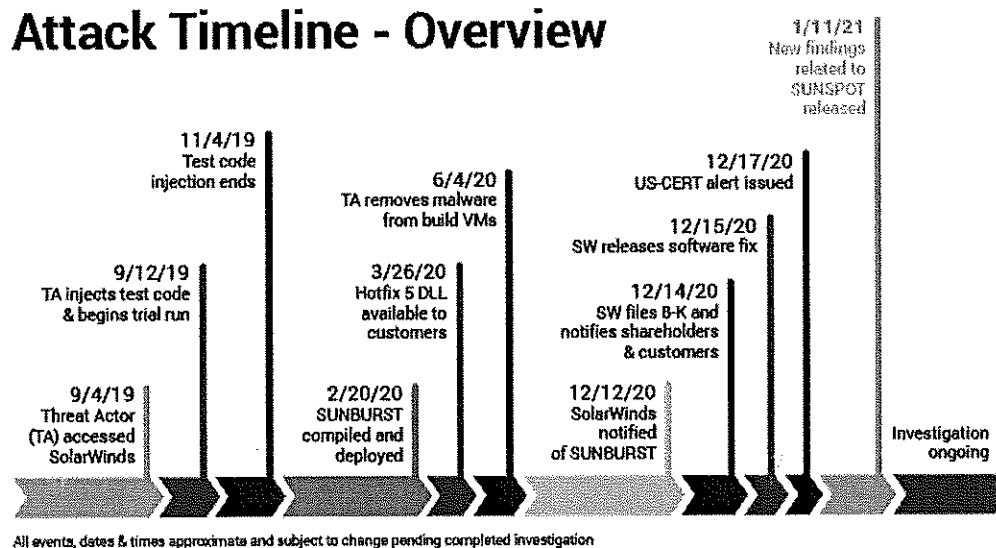 Attack Timeline - Overview
9/4/19
Threat Actor
(TA) accessed
SolarWinds
9/12/19
TA injects test code
& begins trial run
11/4/19
Test code
injection ends
2/20/20
SUNBURST
compiled and
deployed
3/26/20
Hotfix 5 DLL
available to
customers
6/4/20
TA removes malware
from build VMs
12/12/20
SolarWinds
notified
of SUNBURST
12/14/20
SW files 8-K and
notifies shareholders
& customers
12/15/20
SW releases software fix
12/17/20
US-CERT alert issued
1/11/21
New findings
related to
SUNSPOT
released
Investigation
ongoing
All events, dates & times approximate and subject to change pending completed investigation